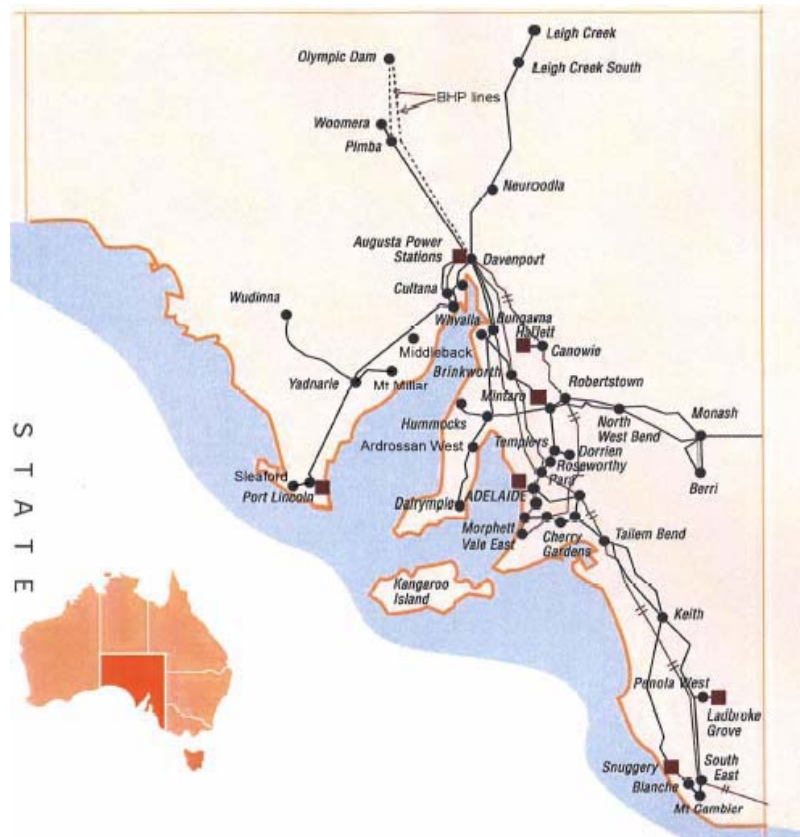 Leigh Creek
Olympic Dam
Leigh Creek South
BHP lines
Woomera
Pimba
Neuroodla
Augusta Power
Stations
Davenport
Cultana
Wudinna
Whyalla
Bungama
Hallett
Canowie
Middleback
Brinkworth
Yadnarie
Mt Millar
Mintaro
Robertstown
Monash
Hummocks
North
West Bend
Templers
Dorrien
Ardrossan West
Roseworthy
Berri
Sleaford
Para
Port Lincoln
ADELAIDE
Dalrymple
Morphett
Vale East
Cherry
Gardens
Tailem Bend
Kangaroo
Island
Keith
Penola West
Ladbroke
Grove
Snuggery
South
East
Blanche
Mt Gambier
STATE